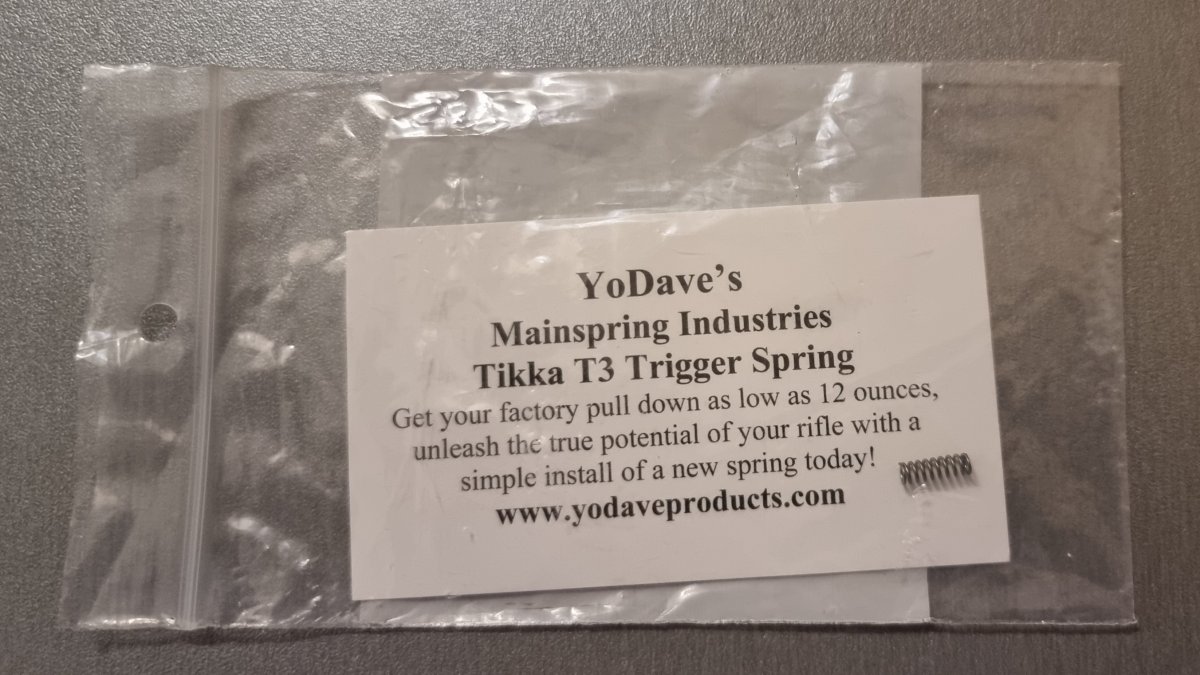 YoDave's
Mainspring Industries
Tikka T3 Trigger Spring
Get your factory pull down as low as 12 ounces,
unleash the true potential of your rifle with a
simple install of a new spring today!
www.yodaveproducts.com